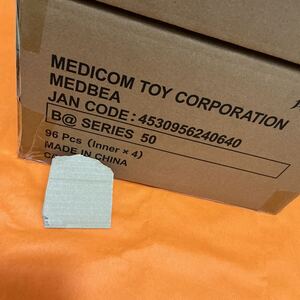 MEDICOM TOY CORPORATION
MEDBEA
JAN CODE : 4530956240640
B@ SERIES 50
96 Pcs (Inner × 4)
MADE IN CHINA